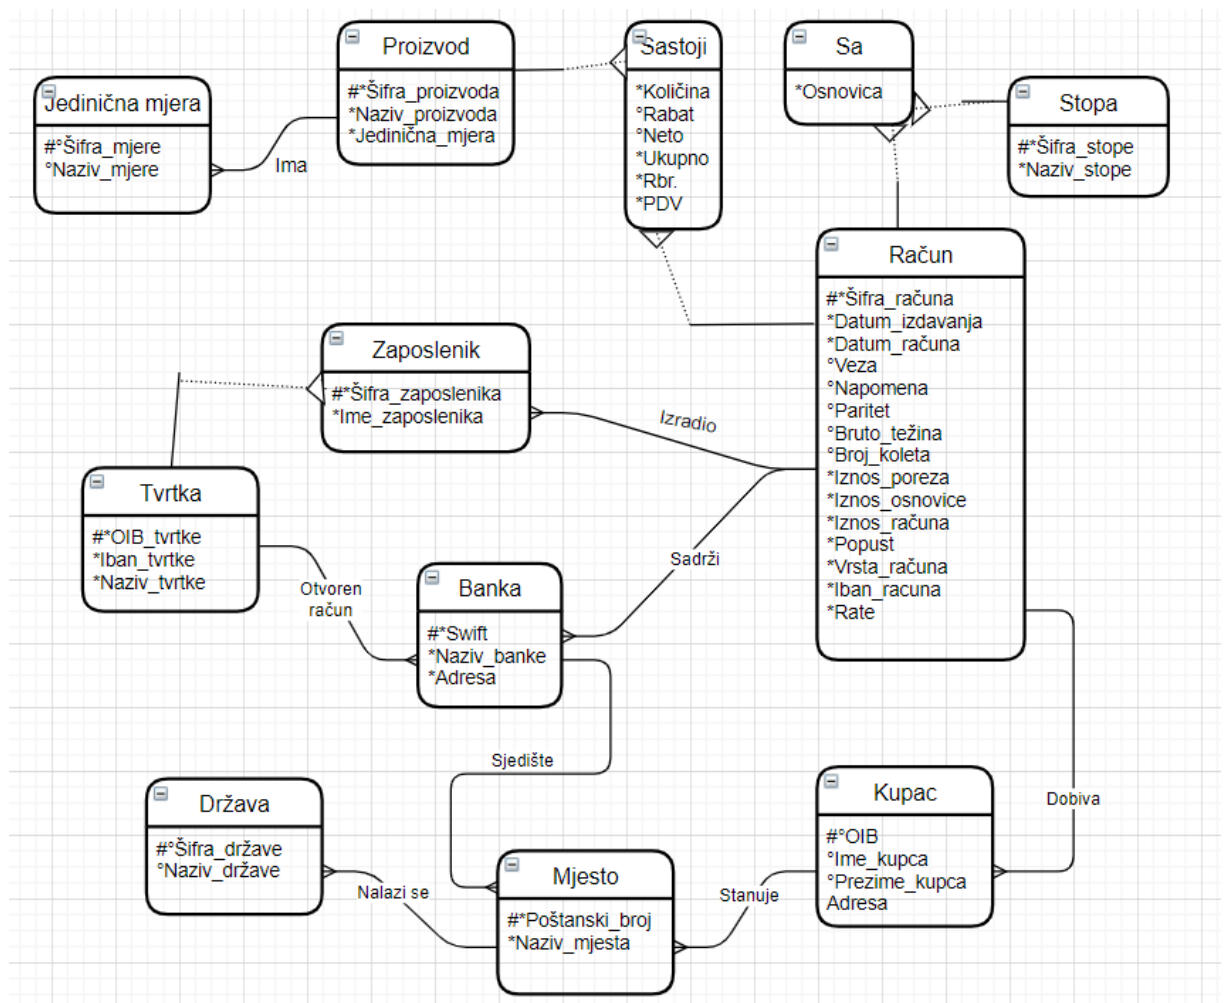 Proizvod
#*Šifra_proizvoda
*Naziv_proizvoda
*Jedinična_mjera
Sastoji
*Količina
°Rabat
°Neto
*Ukupno
*Rbr.
*PDV
Sa
*Osnovica
Stopa
#*Šifra_stope
*Naziv_stope
Jedinična mjera
#°Šifra_mjere
°Naziv_mjere
Ima
Račun
#*Šifra_računa
*Datum_izdavanja
*Datum_računa
°Veza
°Napomena
°Paritet
°Bruto_težina
°Broj_koleta
*Iznos_poreza
*Iznos_osnovice
*Iznos_računa
*Popust
*Vrsta_računa
*Iban_racuna
*Rate
Zaposlenik
#*Šifra_zaposlenika
*Ime_zaposlenika
Izradio
Tvrtka
#*OIB_tvrtke
*Iban_tvrtke
*Naziv_tvrtke
Otvoren
račun
Banka
#*Swift
*Naziv_banke
*Adresa
Sadrži
Sjedište
Država
#°Šifra_države
°Naziv_države
Nalazi se
Mjesto
#*Poštanski_broj
*Naziv_mjesta
Stanuje
Kupac
#°OIB
°Ime_kupca
°Prezime_kupca
Adresa
Dobiva